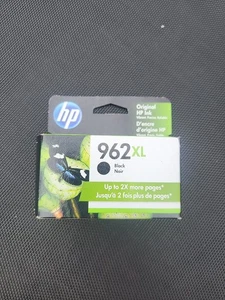 hp
Original
HP Ink
D'encre
d'origine HP
962XL
Black
Noir
Up to 2X more pages*
Jusqu'à 2 fois plus de pages*